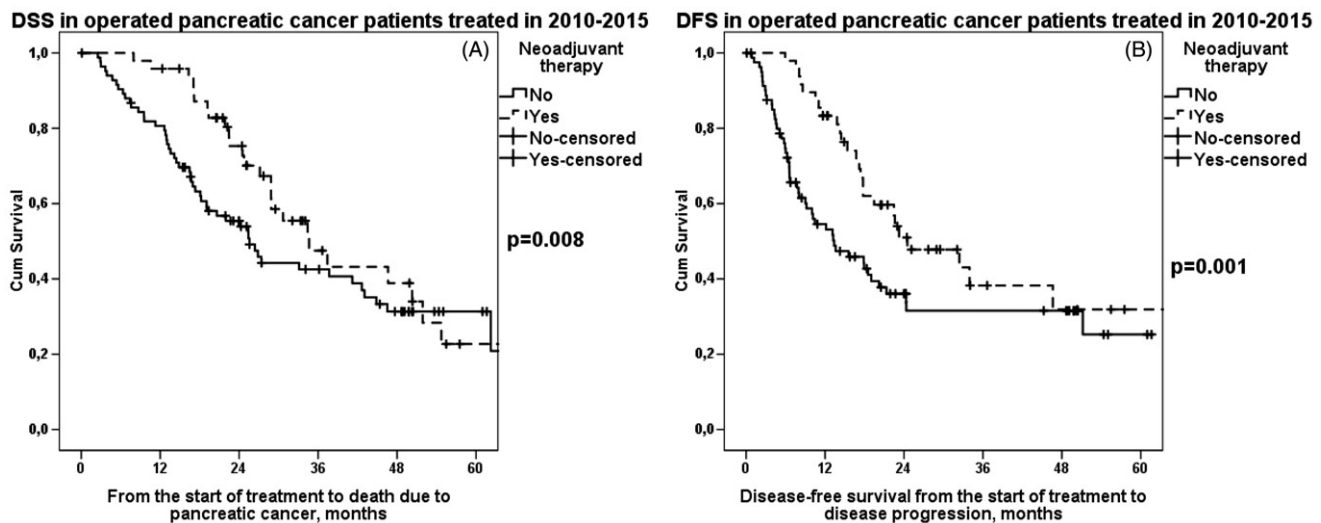 DSS in operated pancreatic cancer patients treated in 2010-2015
(A)
Neoadjuvant
therapy
No
Yes
No-censored
Yes-censored
p=0.008
Cum Survival
1,0
0,8
0,6
0,4
0,2
0,0
0 12 24 36 48 60
From the start of treatment to death due to
pancreatic cancer, months
DFS in operated pancreatic cancer patients treated in 2010-2015
(B)
Neoadjuvant
therapy
No
Yes
No-censored
Yes-censored
p=0.001
Cum Survival
1,0
0,8
0,6
0,4
0,2
0,0
0 12 24 36 48 60
Disease-free survival from the start of treatment to
disease progression, months